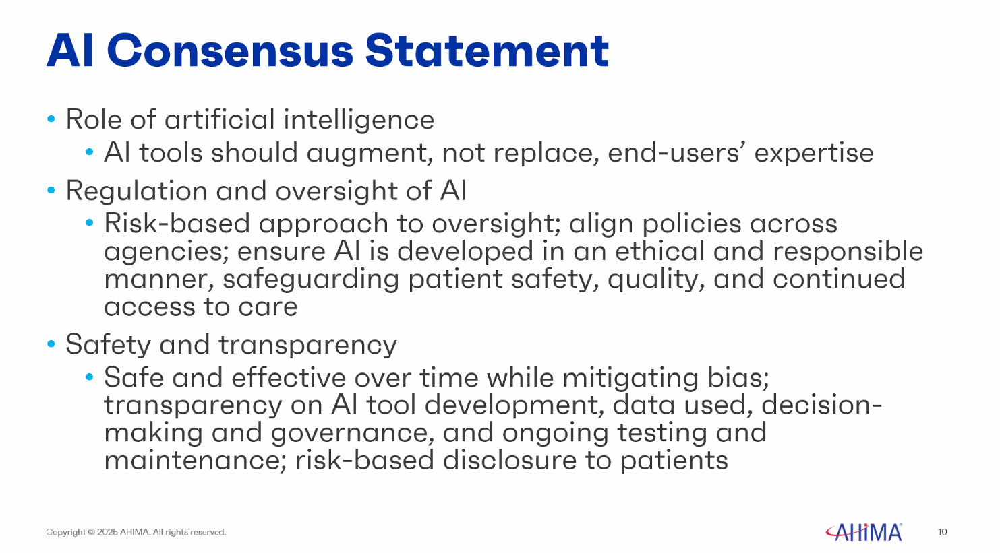 AI Consensus Statement
• Role of artificial intelligence
• AI tools should augment, not replace, end-users’ expertise
• Regulation and oversight of AI
• Risk-based approach to oversight; align policies across
agencies; ensure AI is developed in an ethical and responsible
manner, safeguarding patient safety, quality, and continued
access to care
• Safety and transparency
• Safe and effective over time while mitigating bias;
transparency on AI tool development, data used, decision-
making and governance, and ongoing testing and
maintenance; risk-based disclosure to patients
Copyright © 2025 AHIMA. All rights reserved.
AHiMA®
10